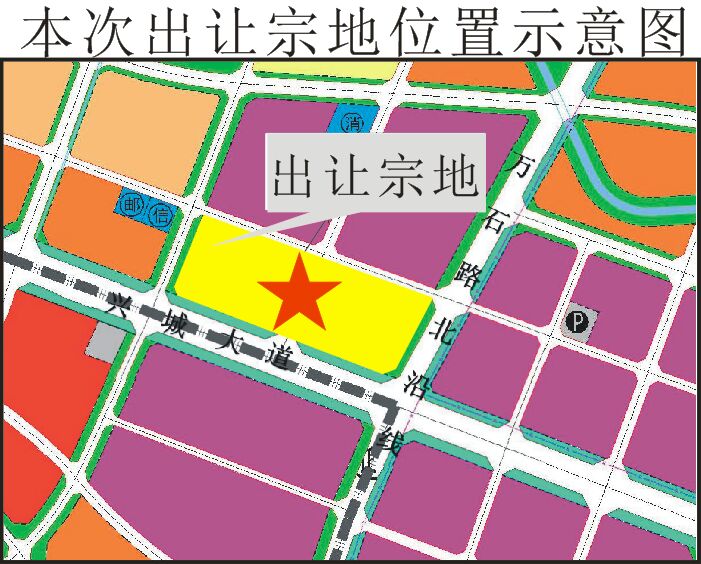 本次出让宗地位置示意图
消
出让宗地
万石路北沿线
邮 信
P
兴城大道